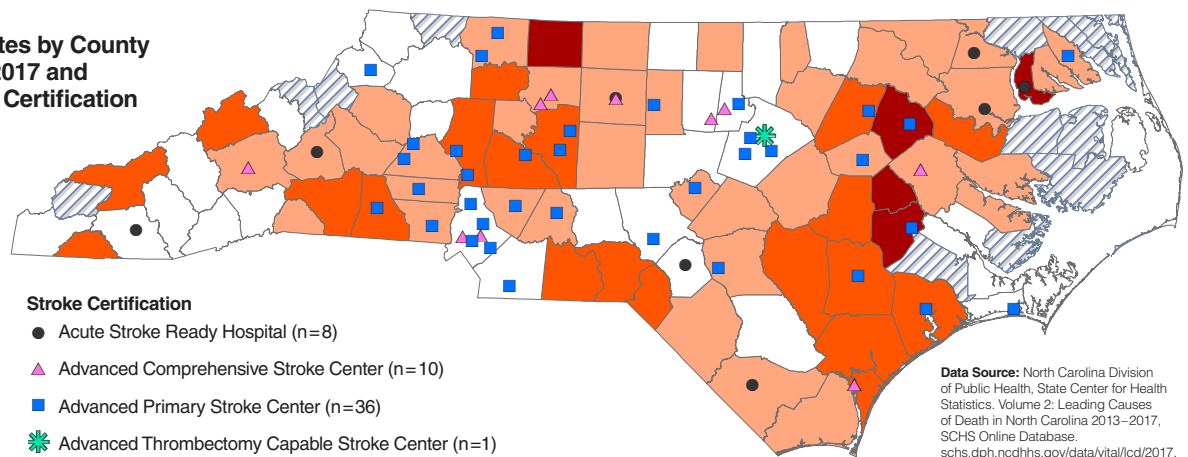 tes by County
2017 and
Certification
Stroke Certification
Acute Stroke Ready Hospital (n=8)
Advanced Comprehensive Stroke Center (n=10)
Advanced Primary Stroke Center (n=36)
Advanced Thrombectomy Capable Stroke Center (n=1)
Data Source: North Carolina Division
of Public Health, State Center for Health
Statistics. Volume 2: Leading Causes
of Death in North Carolina 2013–2017,
SCHS Online Database.
schs.dph.ncdhhs.gov/data/vital/lcd/2017.